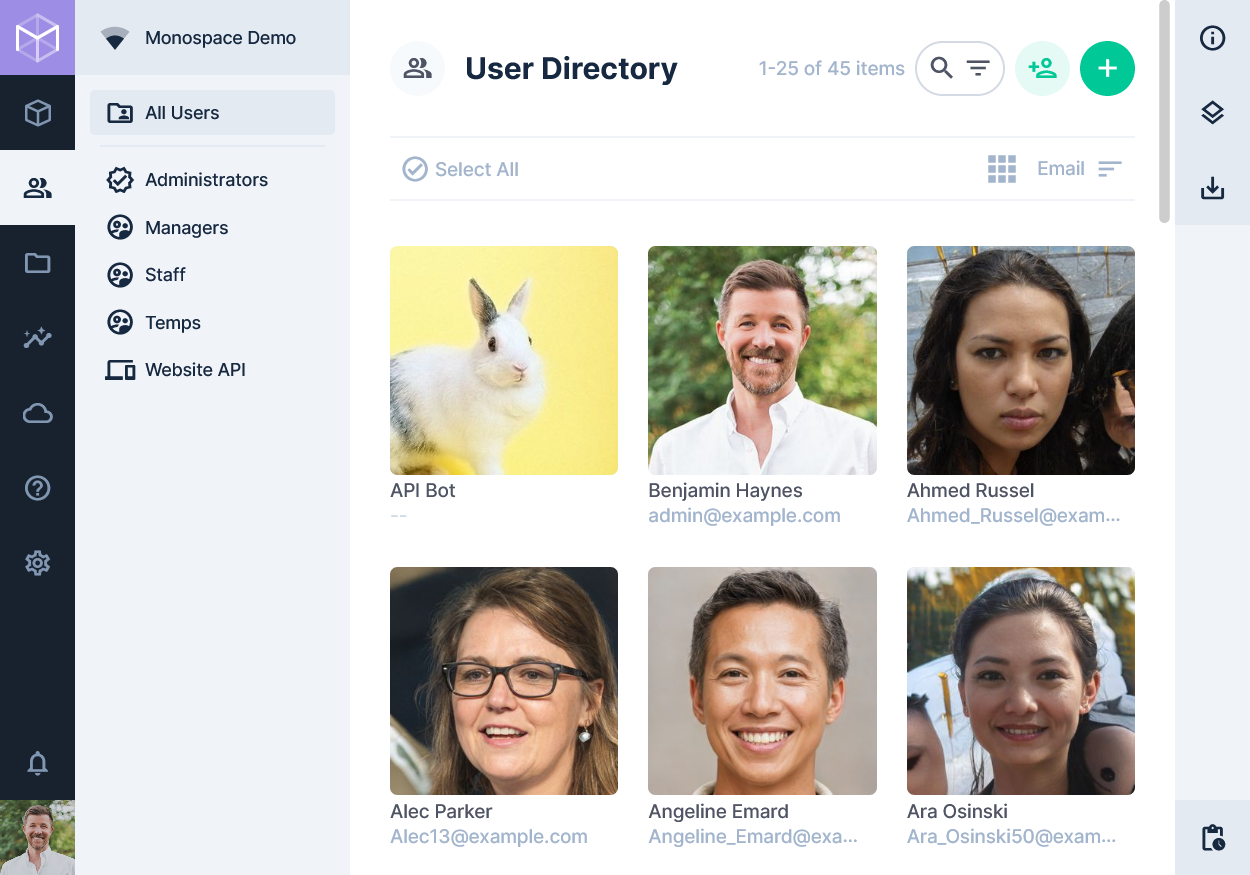 Monospace Demo
All Users
Administrators
Managers
Staff
Temps
Website API
User Directory
1-25 of 45 items
Select All
Email
API Bot
--
Benjamin Haynes
admin@example.com
Ahmed Russel
Ahmed_Russel@exam...
Alec Parker
Alec13@example.com
Angeline Emard
Angeline_Emard@exa...
Ara Osinski
Ara_Osinski50@exam...